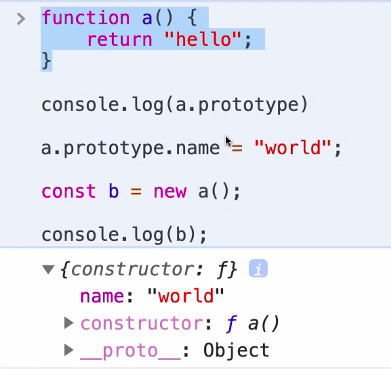 > function a() {
return "hello";
}
console.log(a.prototype)
a.prototype.name = "world";
const b = new a();
console.log(b);
▼{constructor: ƒ} i
name: "world"
▶constructor: ƒ a()
▶__proto__: Object